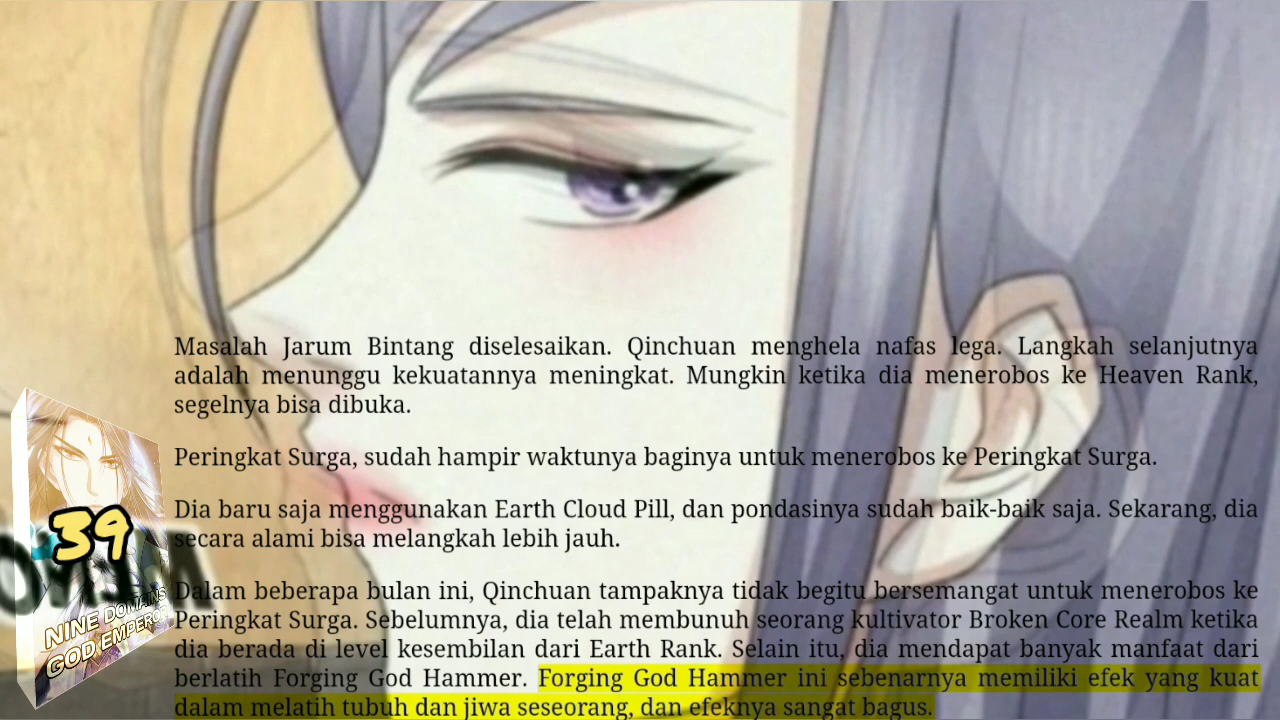 Masalah Jarum Bintang diselesaikan. Qinchuan menghela nafas lega. Langkah selanjutnya
adalah menunggu kekuatannya meningkat. Mungkin ketika dia menerobos ke Heaven Rank,
segelnya bisa dibuka.
Peringkat Surga, sudah hampir waktunya baginya untuk menerobos ke Peringkat Surga.
Dia baru saja menggunakan Earth Cloud Pill, dan pondasinya sudah baik-baik saja. Sekarang, dia
secara alami bisa melangkah lebih jauh.
Dalam beberapa bulan ini, Qinchuan tampaknya tidak begitu bersemangat untuk menerobos ke
Peringkat Surga. Sebelumnya, dia telah membunuh seorang kultivator Broken Core Realm ketika
dia berada di level kesembilan dari Earth Rank. Selain itu, dia mendapat banyak manfaat dari
berlatih Forging God Hammer. Forging God Hammer ini sebenarnya memiliki efek yang kuat
dalam melatih tubuh dan jiwa seseorang, dan efeknya sangat bagus.
39
NINE DOMAINS
GOD EMPEROR